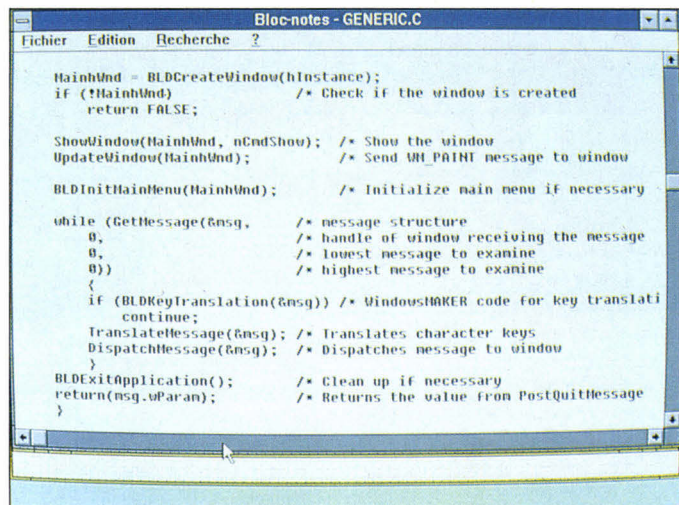 Bloc-notes - GENERIC.C
Fichier Edition Recherche ?
MainhWnd = BLDCreateWindow(hInstance);
if (!MainhWnd) /* Check if the window is created
return FALSE;
ShowWindow(MainhWnd, nCmdShow); /* Show the window
UpdateWindow(MainhWnd); /* Send WM_PAINT message to window
BLDInitMainMenu(MainhWnd); /* Initialize main menu if necessary
while (GetMessage(&msg, /* message structure
0, /* handle of window receiving the message
0, /* lowest message to examine
0)) /* highest message to examine
{
if (BLDKeyTranslation(&msg)) /* WindowsMAKER code for key translati
continue;
TranslateMessage(&msg); /* Translates character keys
DispatchMessage(&msg); /* Dispatches message to window
}
BLDExitApplication(); /* Clean up if necessary
return(msg.wParam); /* Returns the value from PostQuitMessage
}